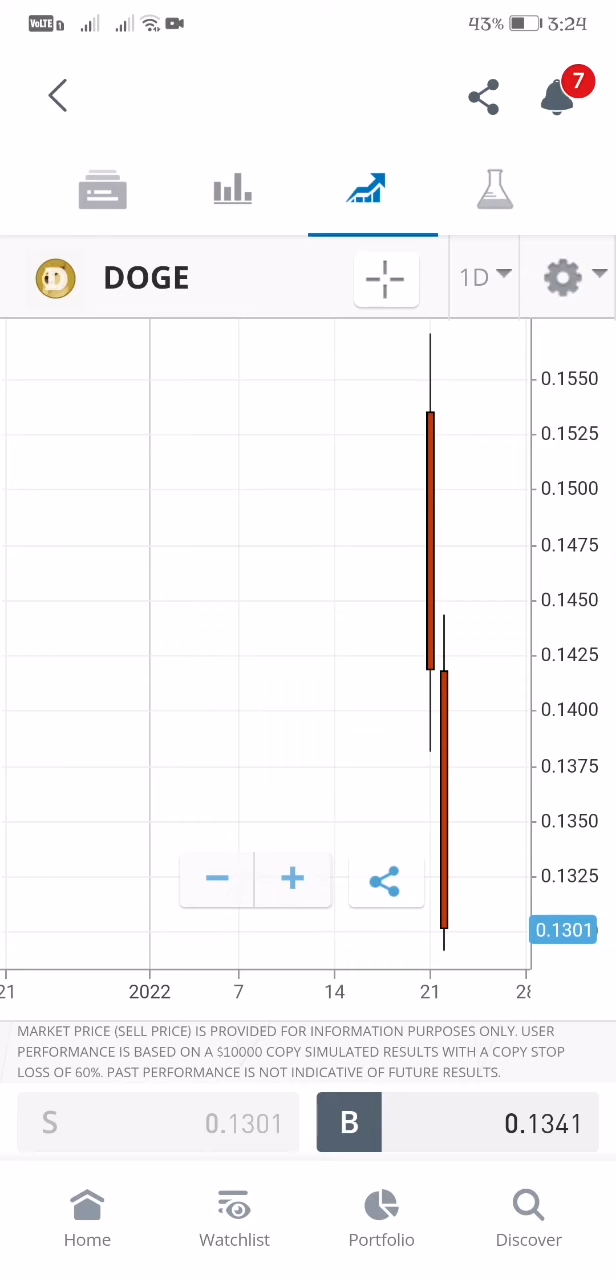 VoLTE 1 43% 3:24
7
DOGE 1D
0.1550
0.1525
0.1500
0.1475
0.1450
0.1425
0.1400
0.1375
0.1350
0.1325
0.1301
21 2022 7 14 21 28
MARKET PRICE (SELL PRICE) IS PROVIDED FOR INFORMATION PURPOSES ONLY. USER
PERFORMANCE IS BASED ON A $10000 COPY SIMULATED RESULTS WITH A COPY STOP
LOSS OF 60%. PAST PERFORMANCE IS NOT INDICATIVE OF FUTURE RESULTS.
S 0.1301 B 0.1341
Home Watchlist Portfolio Discover